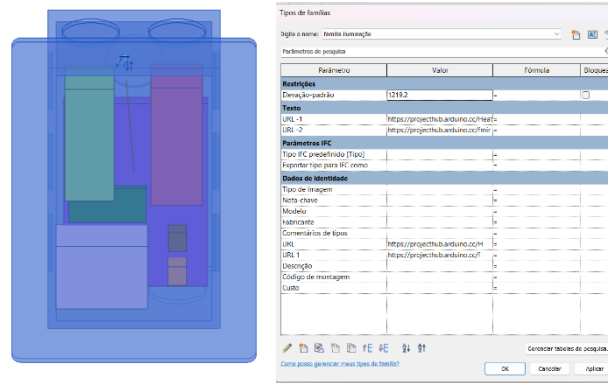 Tipos de famílias
Digite o nome: família iluminação
Parâmetros de pesquisa
Parâmetro Valor Fórmula Bloquea
Restrições
Elevação-padrão 1219.2 =
Texto
URL -1 https://projecthub.arduino.cc/Heat =
URL -2 https://projecthub.arduino.cc/fmir =
Parâmetros IFC
Tipo IFC predefinido [Tipo] =
Exportar tipo para IFC como =
Dados de identidade
Tipo de imagem =
Nota-chave =
Modelo =
Fabricante =
Comentários de tipos =
URL https://projecthub.arduino.cc/H =
URL 1 https://projecthub.arduino.cc/f =
Descrição =
Código de montagem =
Custo =
Gerenciar tabelas de pesquisa...
Como posso gerenciar meus tipos de família?
OK Cancelar Aplicar